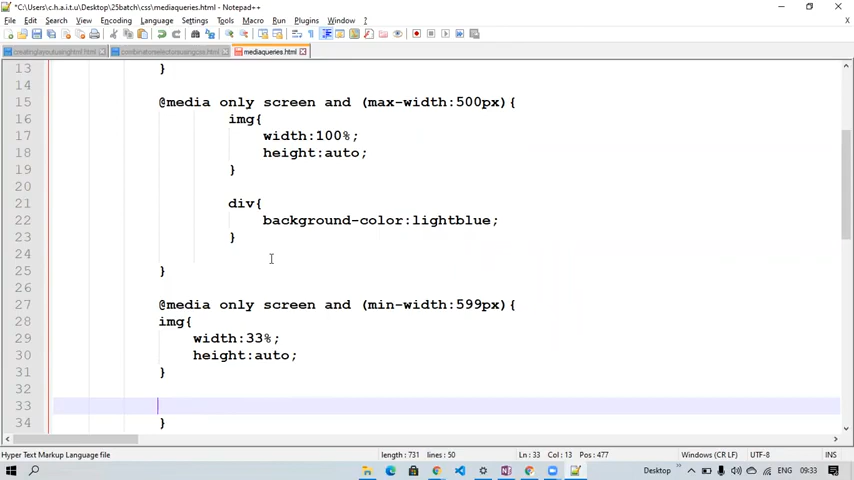 *C:\Users\c.h.a.i.t.u\Desktop\25batch\css\mediaqueries.html - Notepad++
File Edit Search View Encoding Language Settings Tools Macro Run Plugins Window ?
creatinglayoutusinghtml.html combinatorselectorsusingcss.html mediaqueries.html
13 }
14
15 @media only screen and (max-width:500px){
16 img{
17 width:100%;
18 height:auto;
19 }
20
21 div{
22 background-color:lightblue;
23 }
24
25 }
26
27 @media only screen and (min-width:599px){
28 img{
29 width:33%;
30 height:auto;
31 }
32
33
34 }
Hyper Text Markup Language file length : 731 lines : 50 Ln : 33 Col : 13 Pos : 477 Windows (CR LF) UTF-8 INS
Desktop ENG 09:33